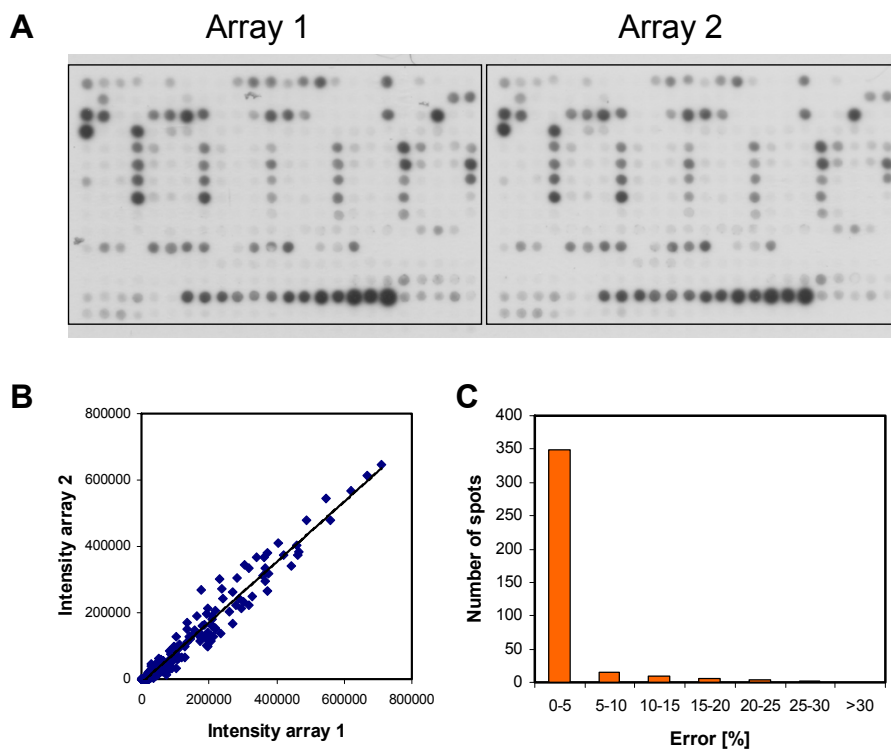 A
Array 1 Array 2
B
800000
600000
400000
200000
0
Intensity array 2
0 200000 400000 600000 800000
Intensity array 1
C
400
350
300
250
200
150
100
50
0
Number of spots
0-5 5-10 10-15 15-20 20-25 25-30 >30
Error [%]